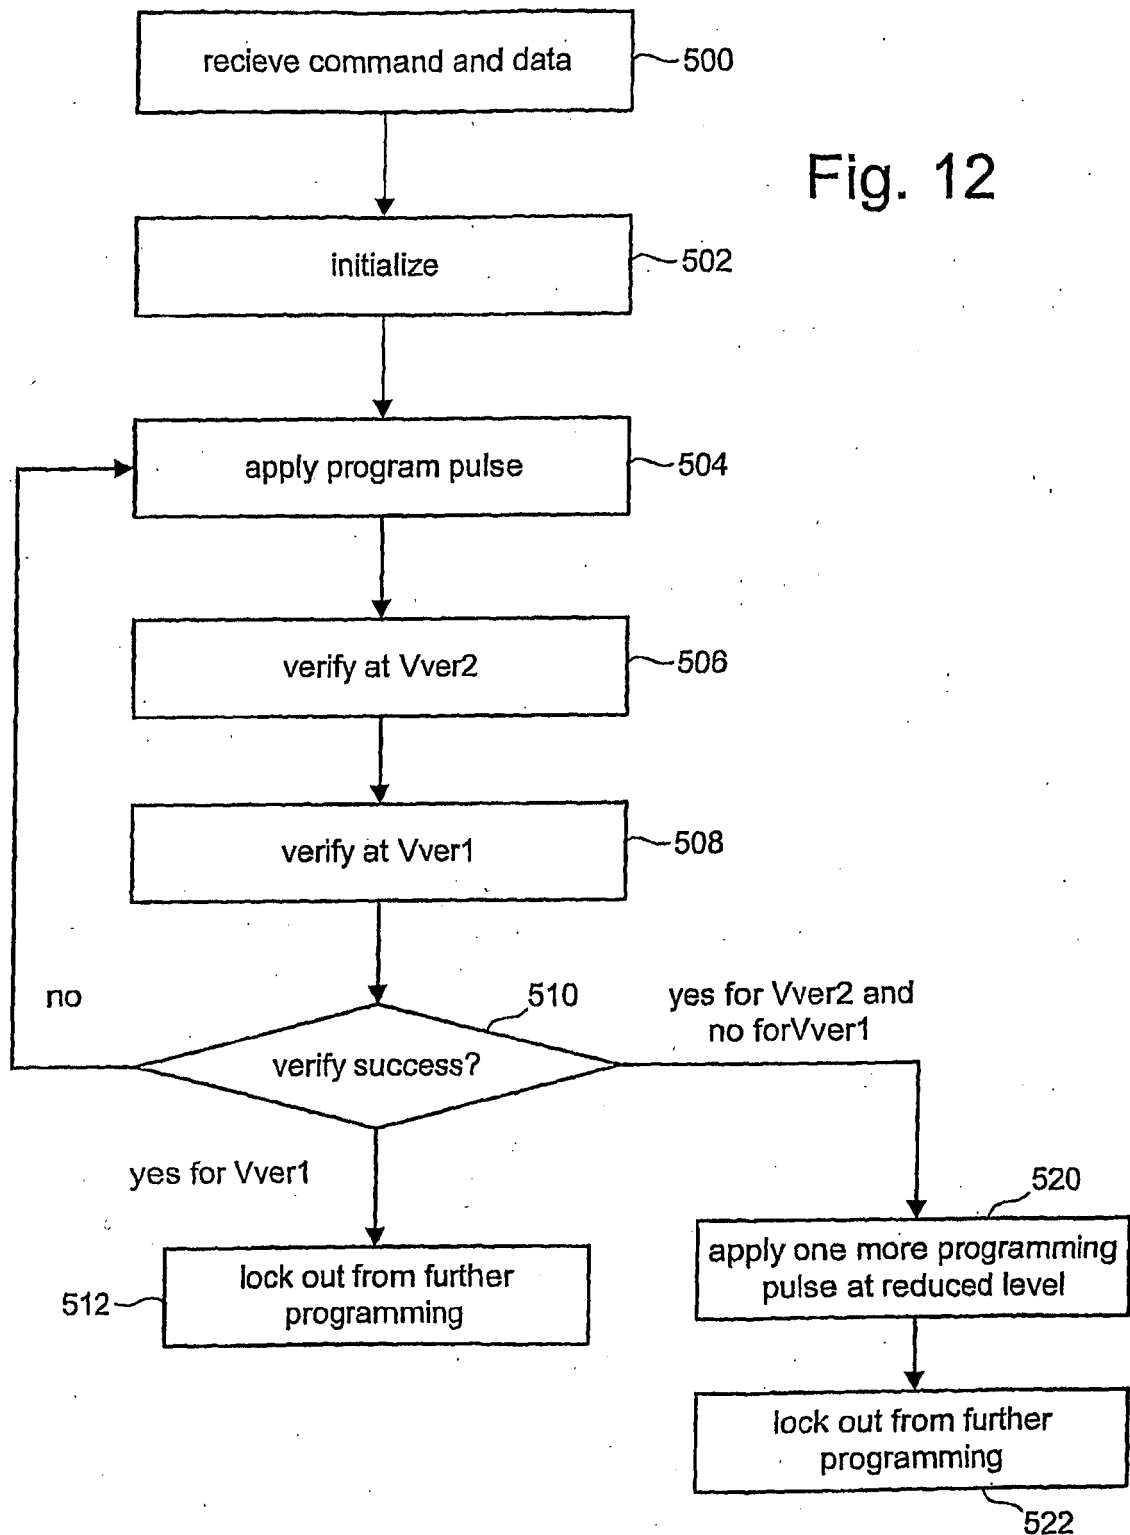 recieve command and data
500
Fig. 12
initialize
502
apply program pulse
504
verify at Vver2
506
verify at Vver1
508
no
510
yes for Vver2 and
no forVver1
verify success?
yes for Vver1
520
apply one more programming
pulse at reduced level
512
lock out from further
programming
lock out from further
programming
522